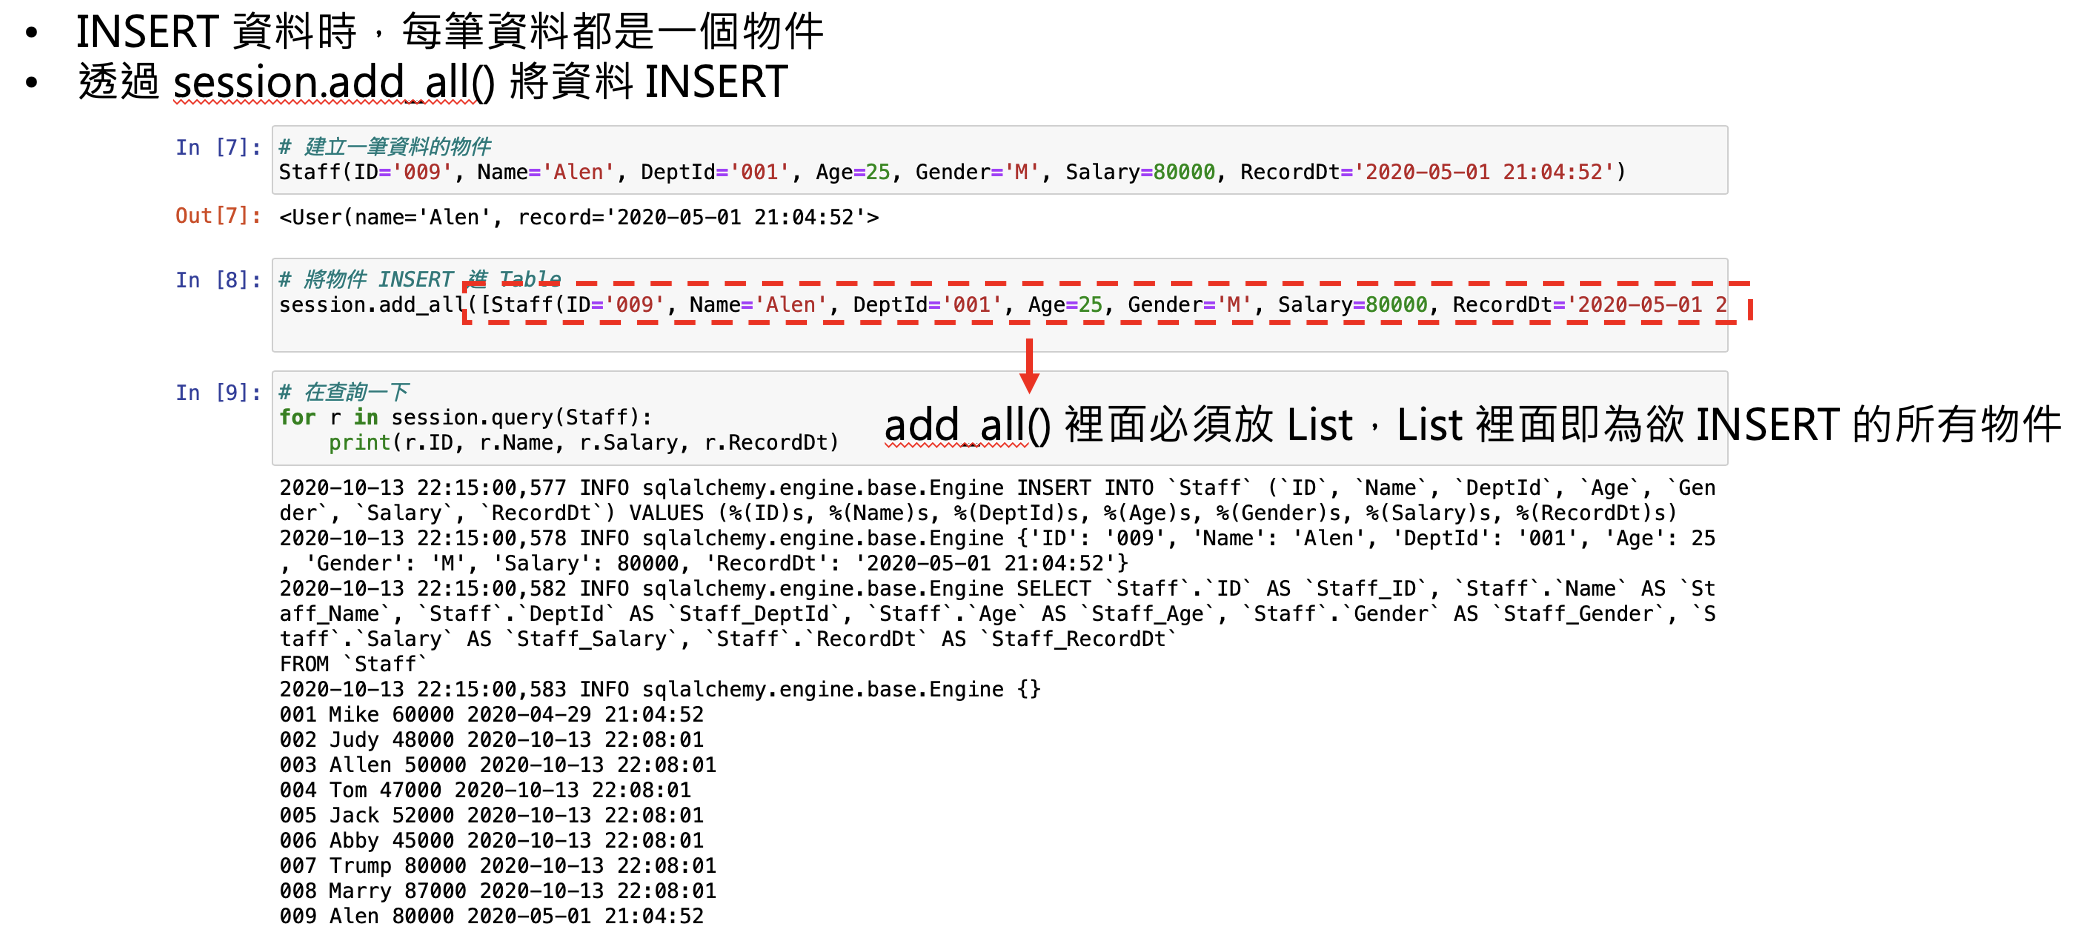 • INSERT 資料時，每筆資料都是一個物件
• 透過 session.add_all() 將資料 INSERT
In [7]: # 建立一筆資料的物件
Staff(ID='009', Name='Alen', DeptId='001', Age=25, Gender='M', Salary=80000, RecordDt='2020-05-01 21:04:52')
Out[7]: <User(name='Alen', record='2020-05-01 21:04:52'>
In [8]: # 將物件 INSERT 進 Table
session.add_all([Staff(ID='009', Name='Alen', DeptId='001', Age=25, Gender='M', Salary=80000, RecordDt='2020-05-01 2
In [9]: # 在查詢一下
for r in session.query(Staff):
    print(r.ID, r.Name, r.Salary, r.RecordDt)
add_all() 裡面必須放 List，List 裡面即為欲 INSERT 的所有物件
2020-10-13 22:15:00,577 INFO sqlalchemy.engine.base.Engine INSERT INTO `Staff` (`ID`, `Name`, `DeptId`, `Age`, `Gen
der`, `Salary`, `RecordDt`) VALUES (%(ID)s, %(Name)s, %(DeptId)s, %(Age)s, %(Gender)s, %(Salary)s, %(RecordDt)s)
2020-10-13 22:15:00,578 INFO sqlalchemy.engine.base.Engine {'ID': '009', 'Name': 'Alen', 'DeptId': '001', 'Age': 25
, 'Gender': 'M', 'Salary': 80000, 'RecordDt': '2020-05-01 21:04:52'}
2020-10-13 22:15:00,582 INFO sqlalchemy.engine.base.Engine SELECT `Staff`.`ID` AS `Staff_ID`, `Staff`.`Name` AS `St
aff_Name`, `Staff`.`DeptId` AS `Staff_DeptId`, `Staff`.`Age` AS `Staff_Age`, `Staff`.`Gender` AS `Staff_Gender`, `S
taff`.`Salary` AS `Staff_Salary`, `Staff`.`RecordDt` AS `Staff_RecordDt`
FROM `Staff`
2020-10-13 22:15:00,583 INFO sqlalchemy.engine.base.Engine {}
001 Mike 60000 2020-04-29 21:04:52
002 Judy 48000 2020-10-13 22:08:01
003 Allen 50000 2020-10-13 22:08:01
004 Tom 47000 2020-10-13 22:08:01
005 Jack 52000 2020-10-13 22:08:01
006 Abby 45000 2020-10-13 22:08:01
007 Trump 80000 2020-10-13 22:08:01
008 Marry 87000 2020-10-13 22:08:01
009 Alen 80000 2020-05-01 21:04:52